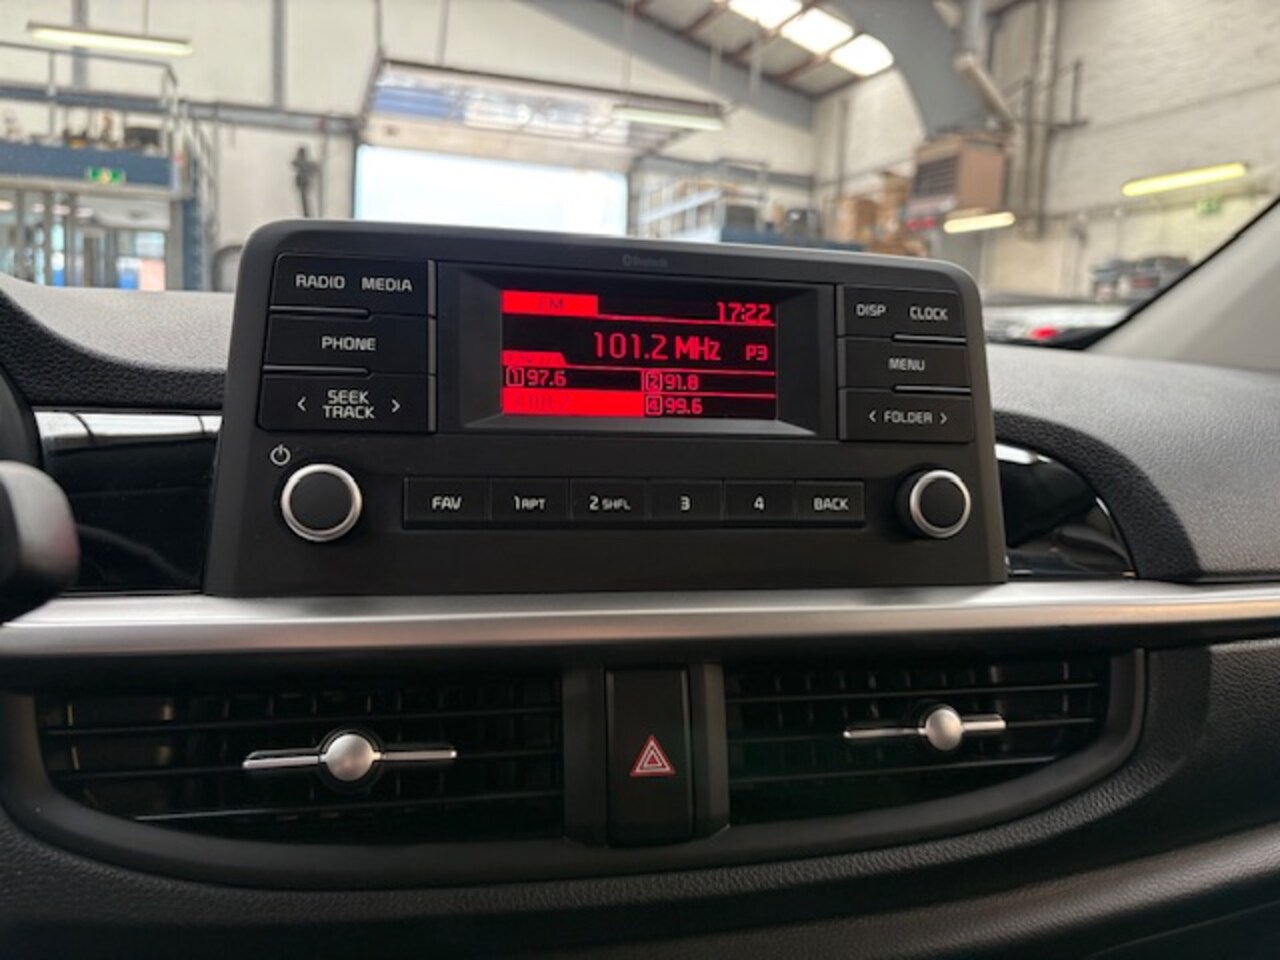 Bluetooth
RADIO MEDIA
PHONE
< SEEK TRACK >
FM 17:22
101.2 MHz P3
1 97.6 2 91.8
4 99.6
DISP CLOCK
MENU
< FOLDER >
FAV 1 RPT 2 SHFL 3 4 BACK